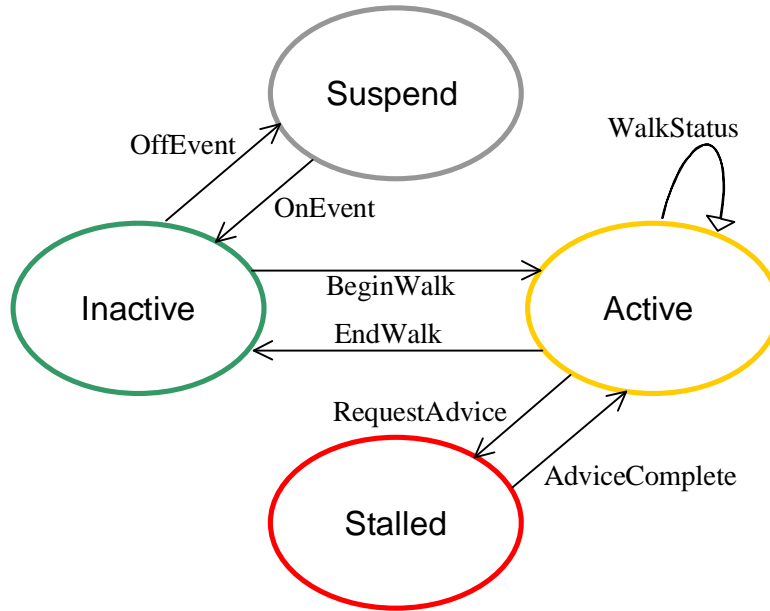 Suspend
WalkStatus
OffEvent
OnEvent
Inactive
BeginWalk
Active
EndWalk
RequestAdvice
AdviceComplete
Stalled